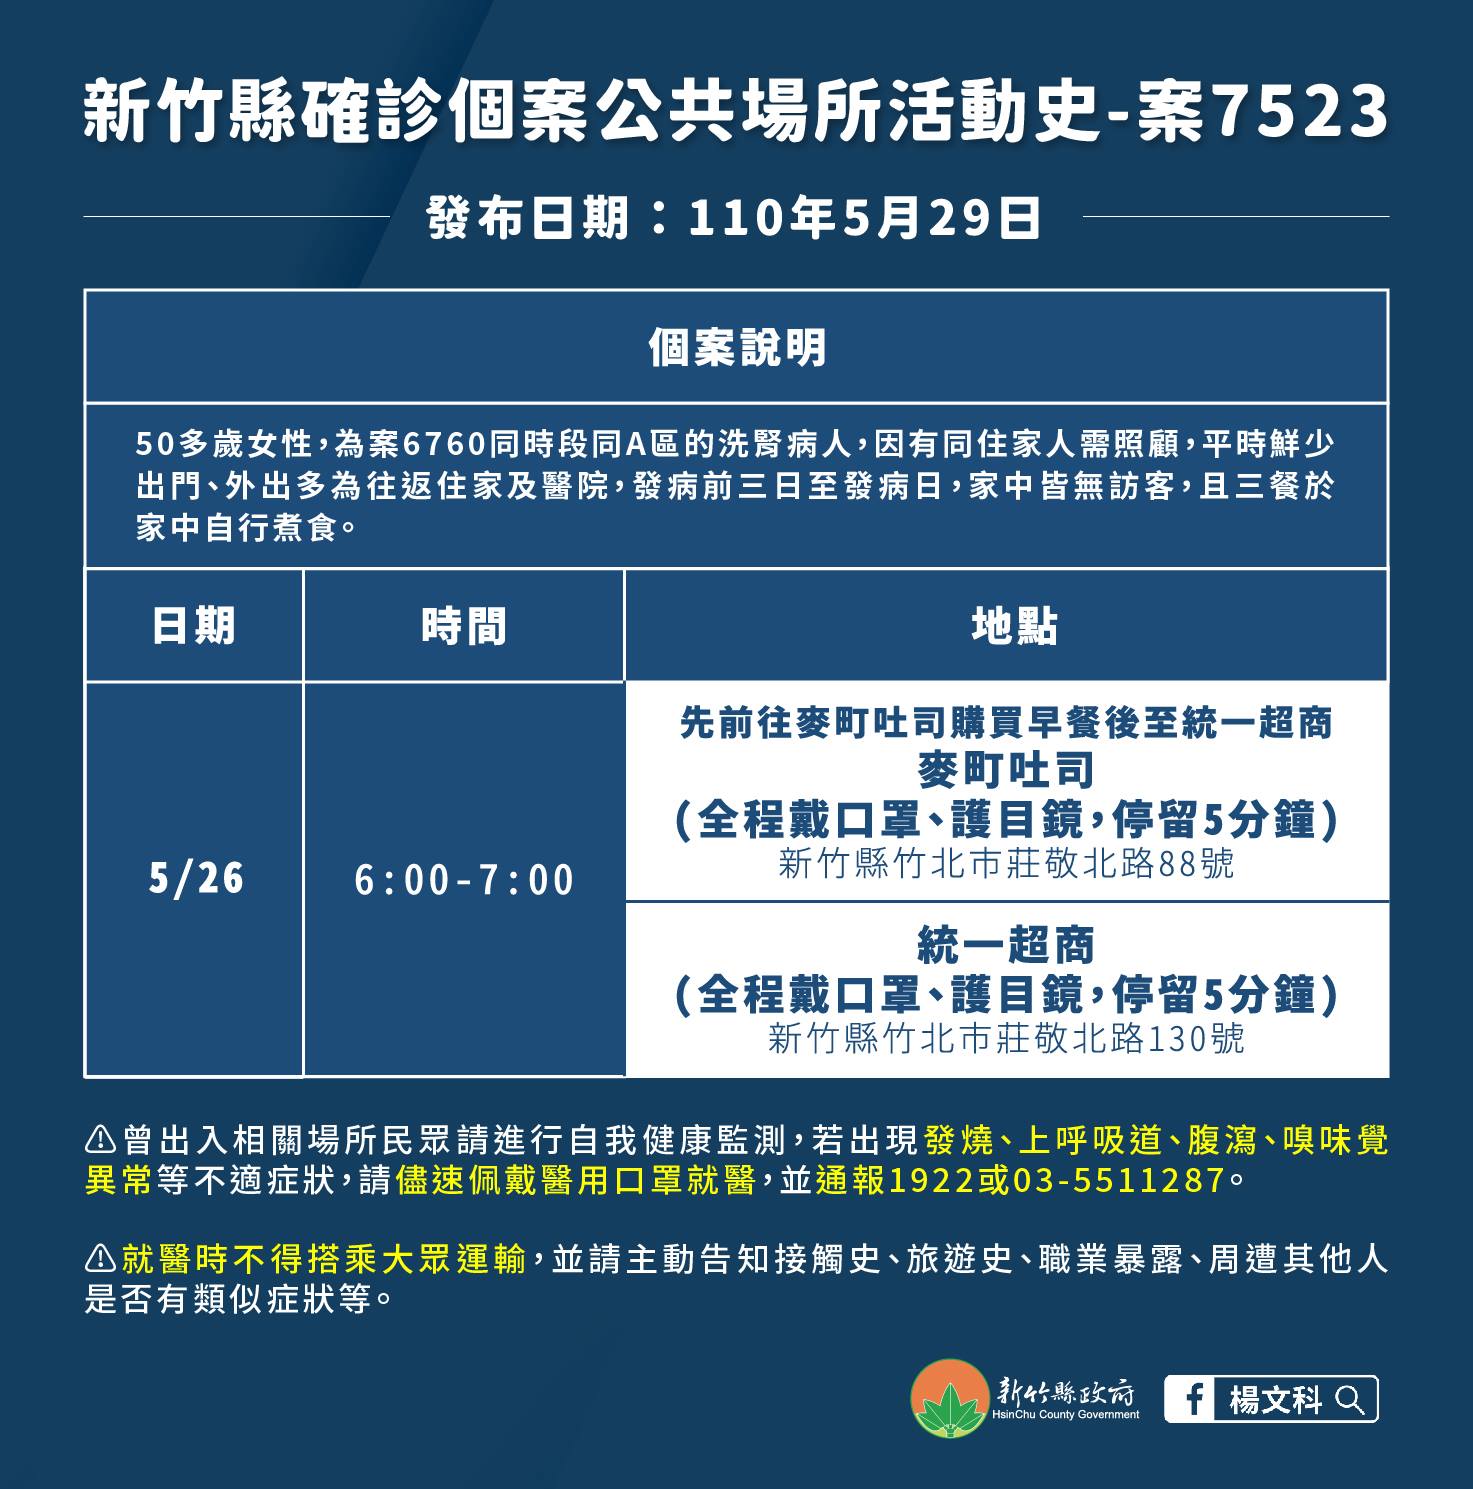 新竹縣確診個案公共場所活動史-案7523
發布日期：110年5月29日
個案說明
50多歲女性，為案6760同時段同A區的洗腎病人，因有同住家人需照顧，平時鮮少
出門、外出多為往返住家及醫院，發病前三日至發病日，家中皆無訪客，且三餐於
家中自行煮食。
日期
時間
地點
5/26
6:00-7:00
先前往麥町吐司購買早餐後至統一超商
麥町吐司
(全程戴口罩、護目鏡，停留5分鐘)
新竹縣竹北市莊敬北路88號
統一超商
(全程戴口罩、護目鏡，停留5分鐘)
新竹縣竹北市莊敬北路130號
⚠曾出入相關場所民眾請進行自我健康監測，若出現發燒、上呼吸道、腹瀉、嗅味覺
異常等不適症狀，請儘速佩戴醫用口罩就醫，並通報1922或03-5511287。
⚠就醫時不得搭乘大眾運輸，並請主動告知接觸史、旅遊史、職業暴露、周遭其他人
是否有類似症狀等。
新竹縣政府
HsinChu County Government
f 楊文科